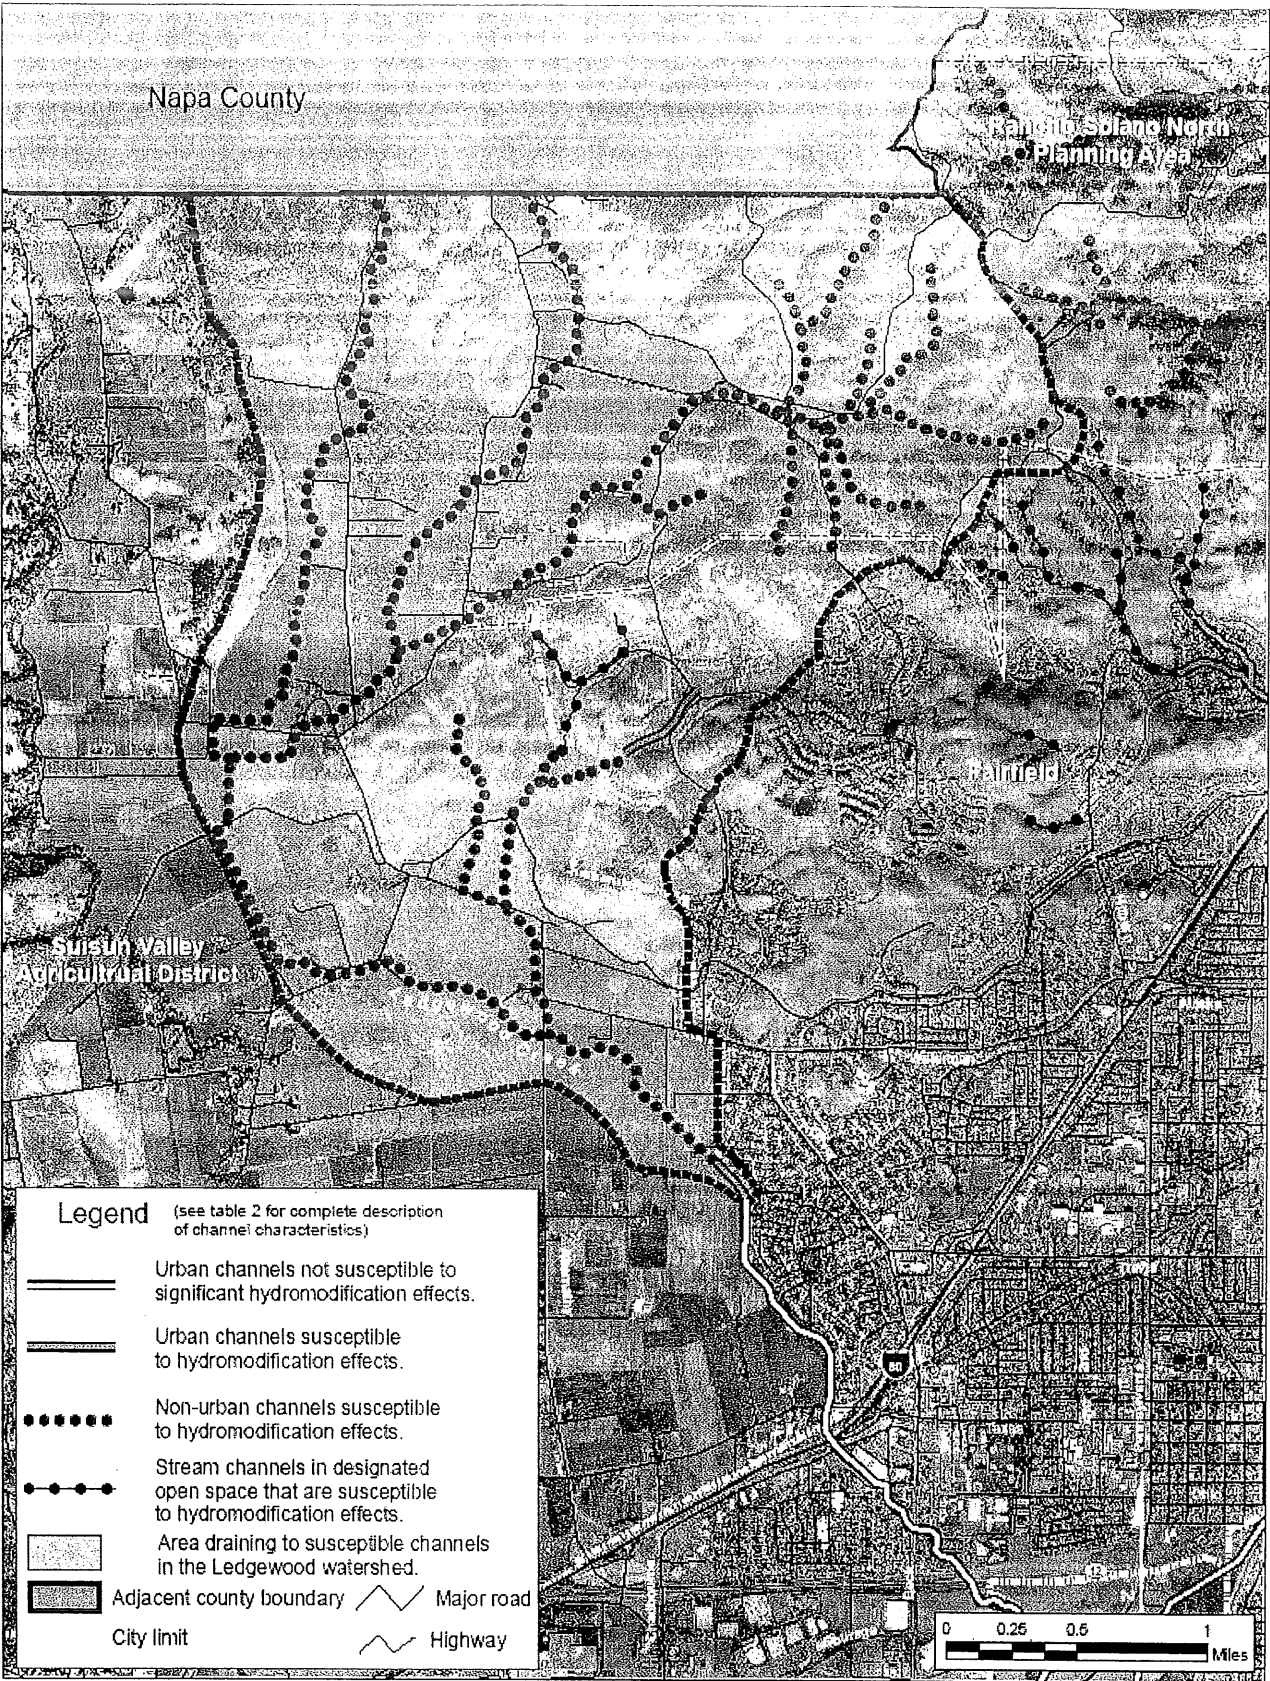 Napa County
Rancho Solano North
Planning Area
Fairfield
Suisun Valley
Agricultrual District
80
12
Legend (see table 2 for complete description
of channel characteristics)
Urban channels not susceptible to
significant hydromodification effects.
Urban channels susceptible
to hydromodification effects.
Non-urban channels susceptible
to hydromodification effects.
Stream channels in designated
open space that are susceptible
to hydromodification effects.
Area draining to susceptible channels
in the Ledgewood watershed.
Adjacent county boundary Major road
City limit Highway
0 0.25 0.5 1
Miles